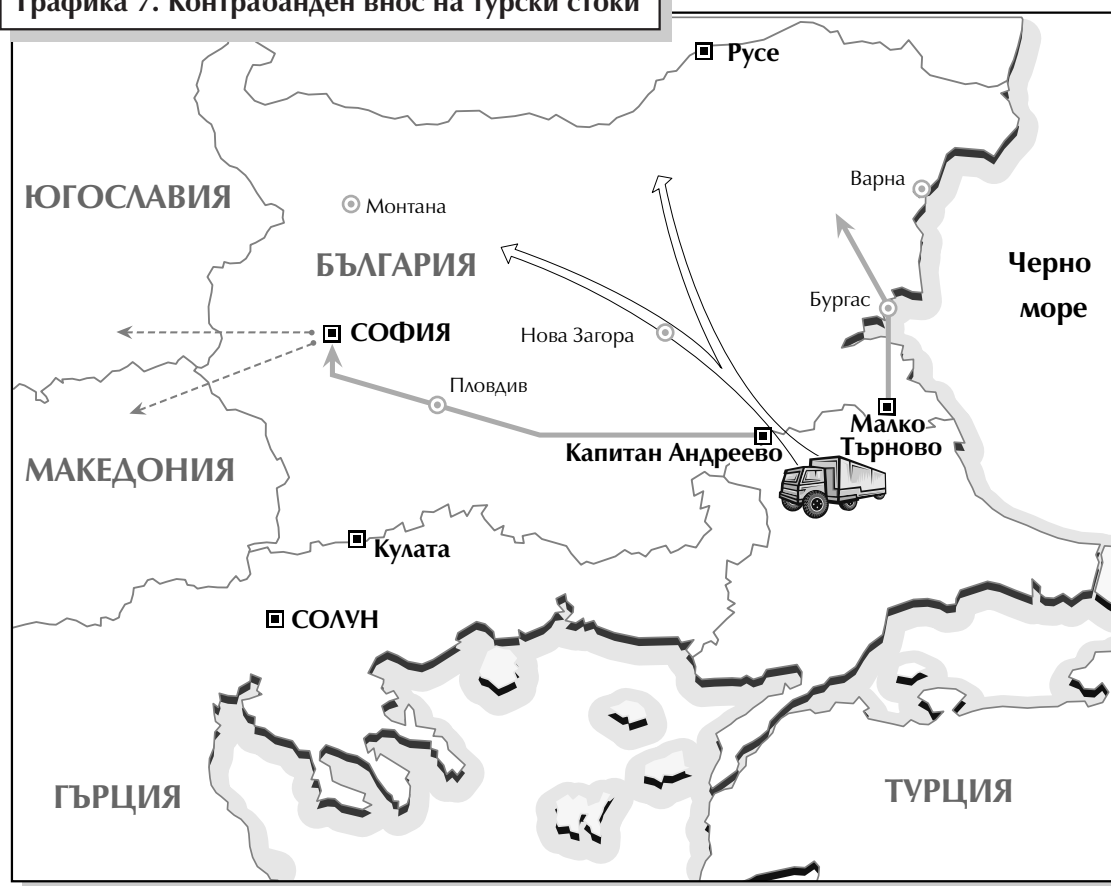 Графика 7. Контрабанден внос на турски стоки
Русе
ЮГОСЛАВИЯ
Монтана
Варна
БЪЛГАРИЯ
Черно
море
Бургас
СОФИЯ
Нова Загора
Пловдив
Малко
Търново
Капитан Андреево
МАКЕДОНИЯ
Кулата
СОЛУН
ГЪРЦИЯ
ТУРЦИЯ